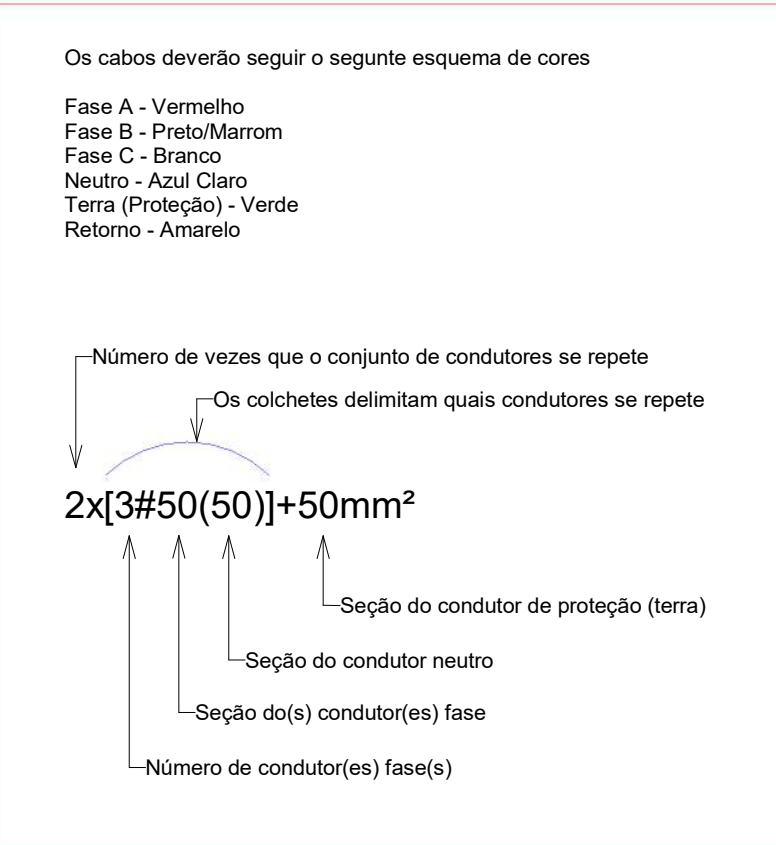 Os cabos deverão seguir o segunte esquema de cores
Fase A - Vermelho
Fase B - Preto/Marrom
Fase C - Branco
Neutro - Azul Claro
Terra (Proteção) - Verde
Retorno - Amarelo
Número de vezes que o conjunto de condutores se repete
Os colchetes delimitam quais condutores se repete
2x[3#50(50)]+50mm²
Seção do condutor de proteção (terra)
Seção do condutor neutro
Seção do(s) condutor(es) fase
Número de condutor(es) fase(s)